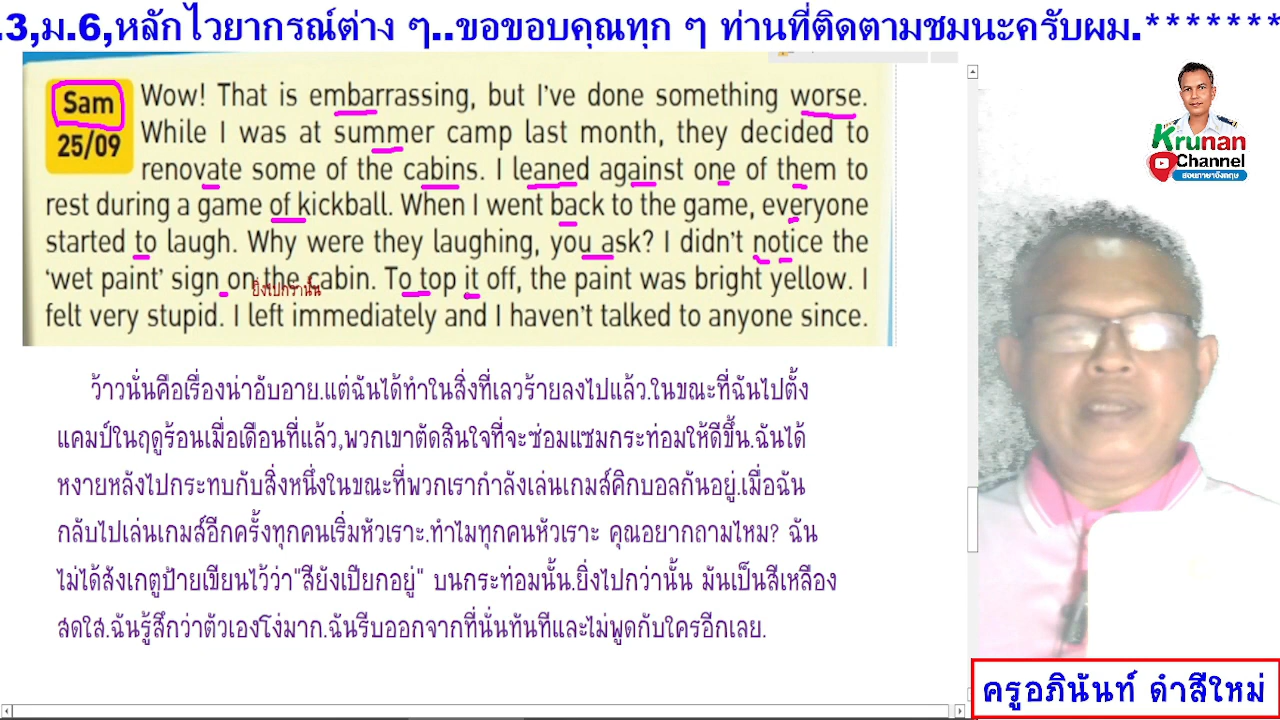 .3,ม.6,หลักไวยากรณ์ต่าง ๆ..ขอขอบคุณทุก ๆ ท่านที่ติดตามชมนะครับผม.*******
Sam
25/09
Wow! That is embarrassing, but I've done something worse.
While I was at summer camp last month, they decided to
renovate some of the cabins. I leaned against one of them to
rest during a game of kickball. When I went back to the game, everyone
started to laugh. Why were they laughing, you ask? I didn't notice the
'wet paint' sign on the cabin. To top it off, the paint was bright yellow. I
ยิ่งไปกว่านั้น
felt very stupid. I left immediately and I haven't talked to anyone since.
ว้าวนั่นคือเรื่องน่าอับอาย.แต่ฉันได้ทำในสิ่งที่เลวร้ายลงไปแล้ว.ในขณะที่ฉันไปตั้ง
แคมป์ในฤดูร้อนเมื่อเดือนที่แล้ว,พวกเขาตัดสินใจที่จะซ่อมแซมกระท่อมให้ดีขึ้น.ฉันได้
หงายหลังไปกระทบกับสิ่งหนึ่งในขณะที่พวกเรากำลังเล่นเกมส์คิกบอลกันอยู่.เมื่อฉัน
กลับไปเล่นเกมส์อีกครั้งทุกคนเริ่มหัวเราะ.ทำไมทุกคนหัวเราะ คุณอยากถามไหม? ฉัน
ไม่ได้สังเกตูป้ายเขียนไว้ว่า"สียังเปียกอยู่" บนกระท่อมนั้น.ยิ่งไปกว่านั้น มันเป็นสีเหลือง
สดใส.ฉันรู้สึกว่าตัวเองโง่มาก.ฉันรีบออกจากที่นั่นทันทีและไม่พูดกับใครอีกเลย.
Krunan
Channel
สอนภาษาอังกฤษ
ครูอภินันท์ ดำสีใหม่